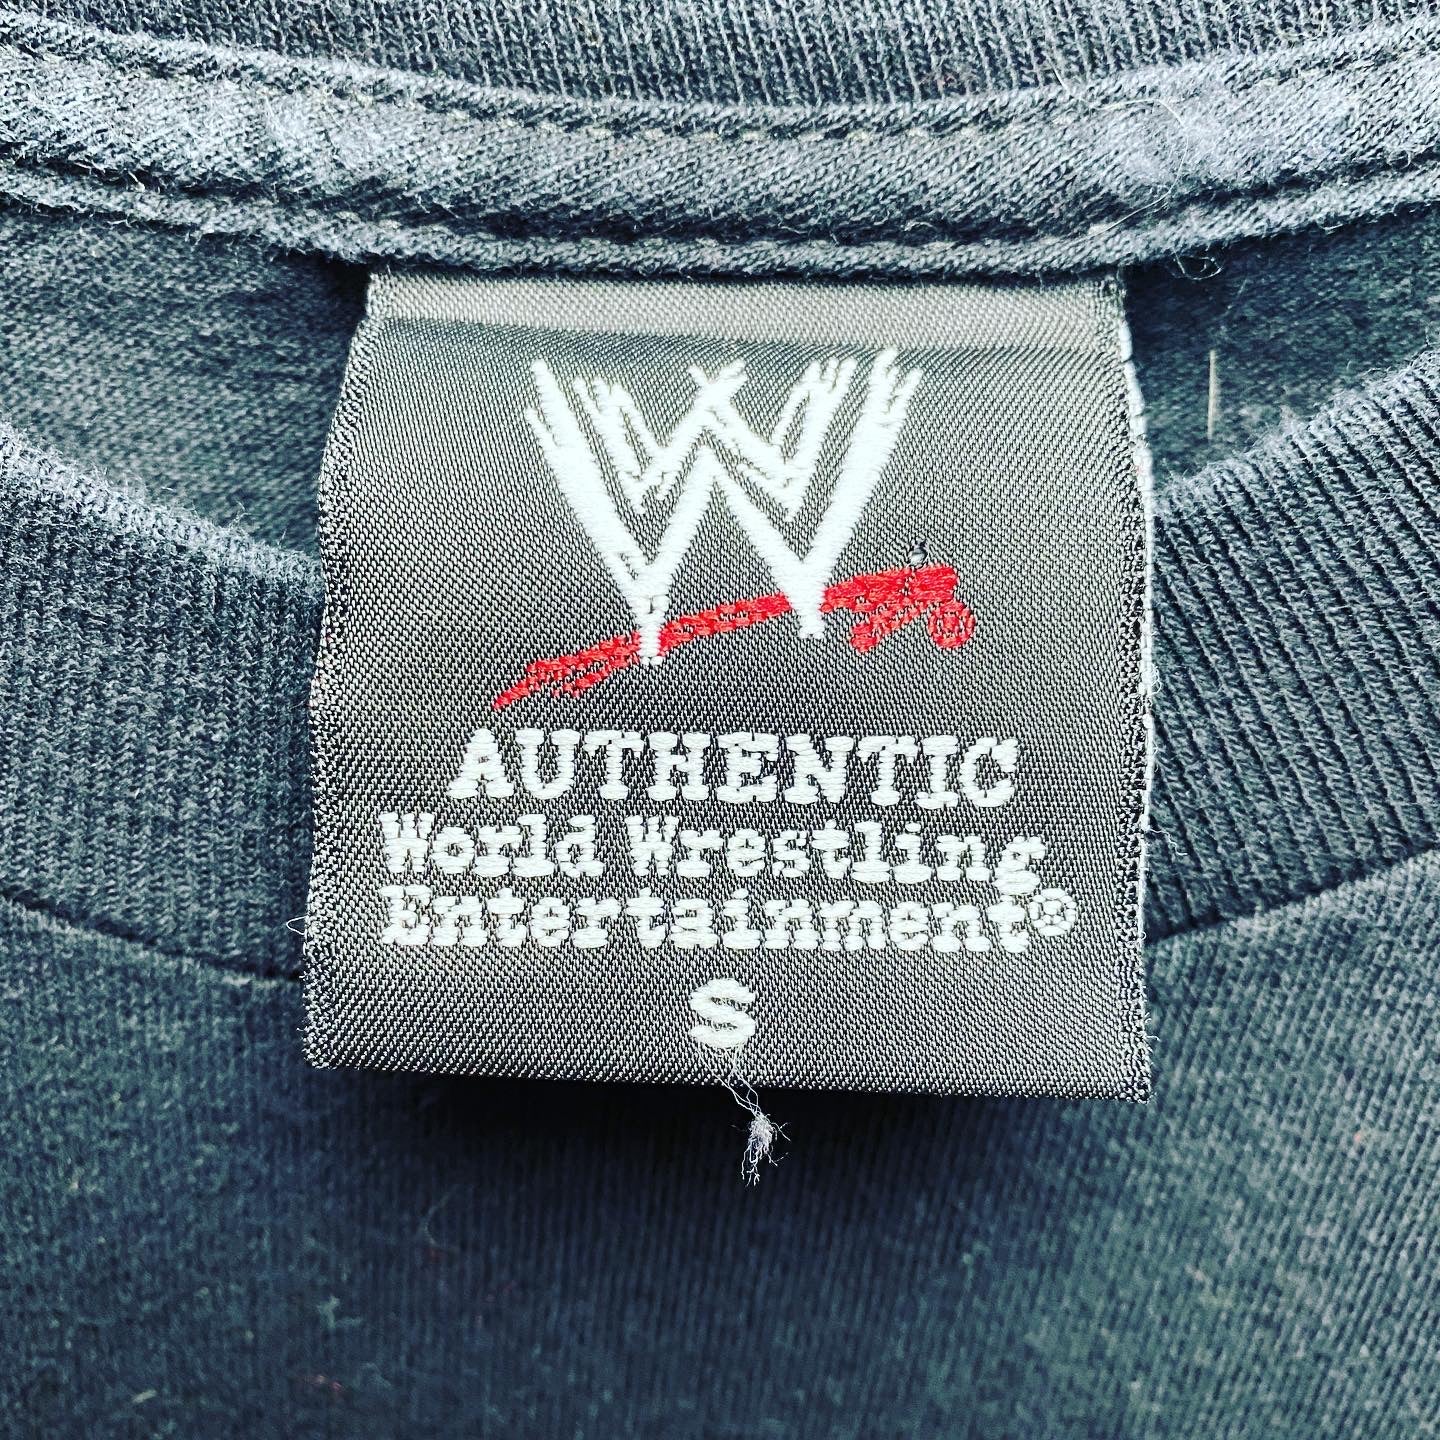 W
®
AUTHENTIC
World Wrestling
Entertainment®
S